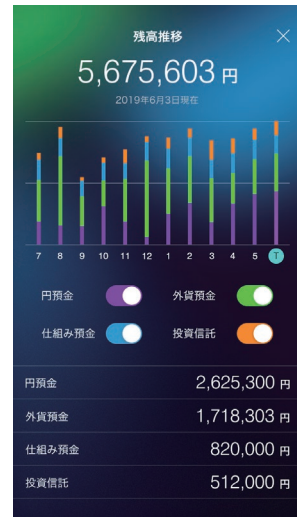 残高推移
5,675,603 円
2019年6月3日現在
7 8 9 10 11 12 1 2 3 4 5 T
円預金 外貨預金
仕組み預金 投資信託
円預金 2,625,300 円
外貨預金 1,718,303 円
仕組み預金 820,000 円
投資信託 512,000 円